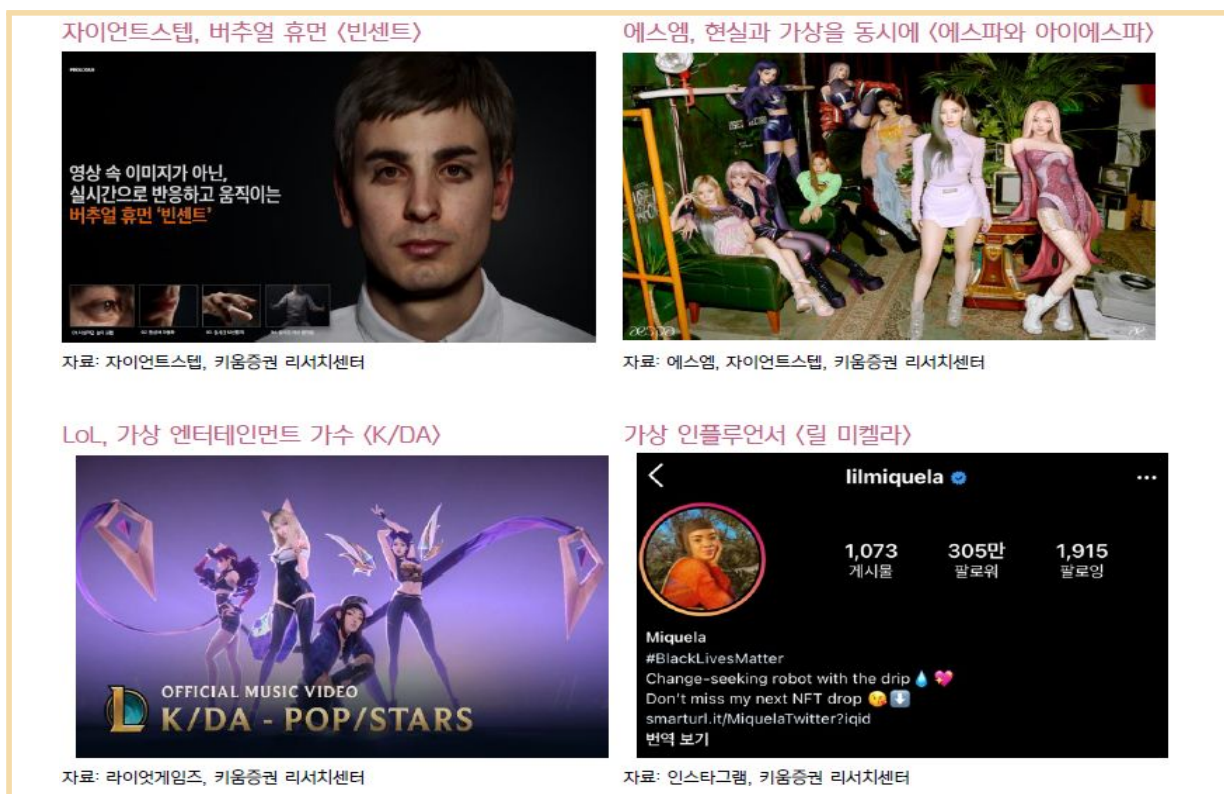 자이언트스텝, 버추얼 휴먼 〈빈센트〉
영상 속 이미지가 아닌,
실시간으로 반응하고 움직이는
버추얼 휴먼 '빈센트'
자료: 자이언트스텝, 키움증권 리서치센터
에스엠, 현실과 가상을 동시에 〈에스파와 아이에스파〉
자료: 에스엠, 자이언트스텝, 키움증권 리서치센터
LoL, 가상 엔터테인먼트 가수 〈K/DA〉
OFFICIAL MUSIC VIDEO
K/DA - POP/STARS
자료: 라이엇게임즈, 키움증권 리서치센터
가상 인플루언서 〈릴 미켈라〉
lilmiquela
1,073 305만 1,915
게시물 팔로워 팔로잉
Miquela
#BlackLivesMatter
Change-seeking robot with the drip 💧 💖
Don't miss my next NFT drop 😘 ⬇️
smarturl.it/MiquelaTwitter?iqid
번역 보기
자료: 인스타그램, 키움증권 리서치센터